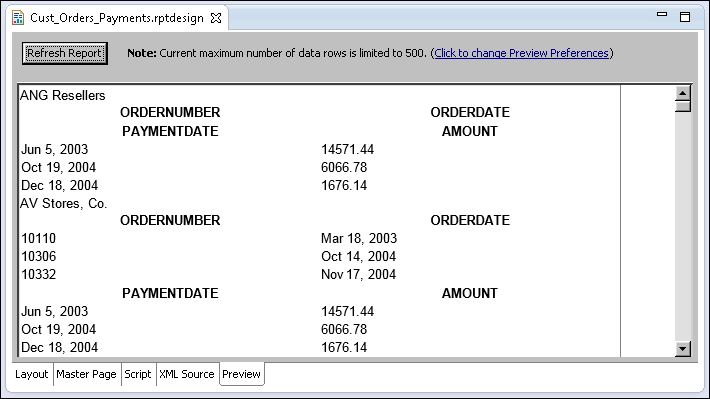 Cust_Orders_Payments.rptdesign
Refresh Report Note: Current maximum number of data rows is limited to 500. (Click to change Preview Preferences)
ANG Resellers
ORDERNUMBER ORDERDATE
PAYMENTDATE AMOUNT
Jun 5, 2003 14571.44
Oct 19, 2004 6066.78
Dec 18, 2004 1676.14
AV Stores, Co.
ORDERNUMBER ORDERDATE
10110 Mar 18, 2003
10306 Oct 14, 2004
10332 Nov 17, 2004
PAYMENTDATE AMOUNT
Jun 5, 2003 14571.44
Oct 19, 2004 6066.78
Dec 18, 2004 1676.14
Layout Master Page Script XML Source Preview